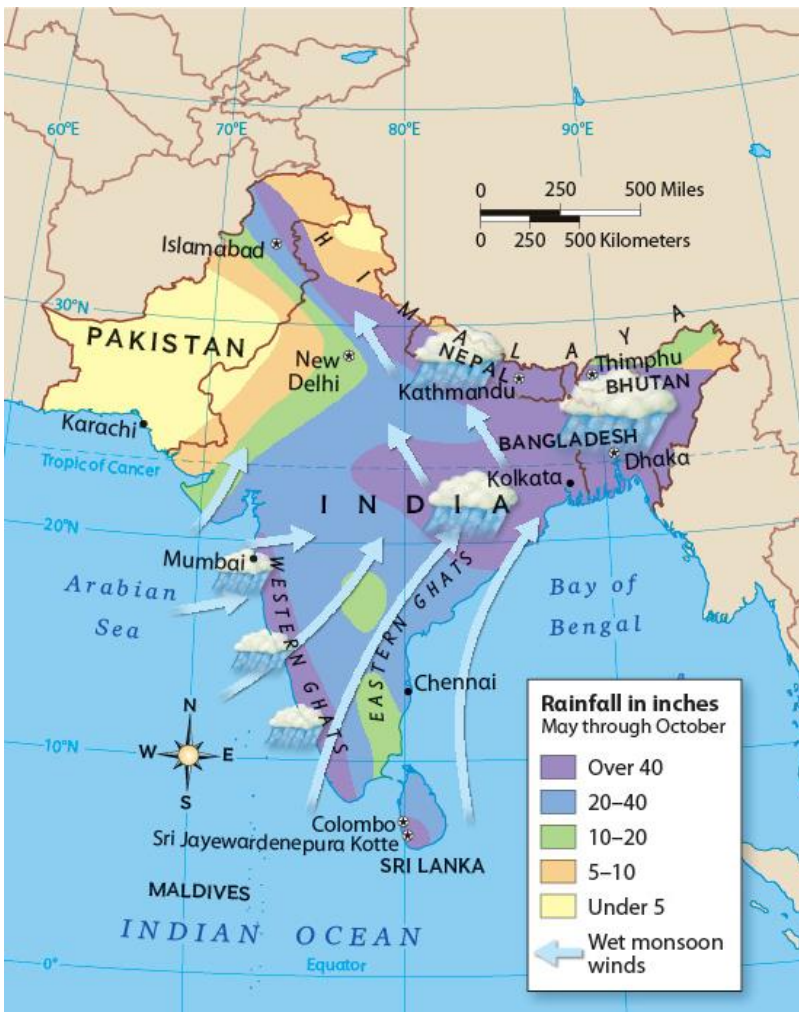 60°E
70°E
80°E
90°E
0 250 500 Miles
0 250 500 Kilometers
Islamabad
HIMALAYA
30°N
PAKISTAN
New
Delhi
NEPAL
Kathmandu
Thimphu
BHUTAN
Karachi
BANGLADESH
Tropic of Cancer
Dhaka
Kolkata
INDIA
20°N
Mumbai
WESTERN GHATS
EASTERN GHATS
Arabian
Sea
Bay of
Bengal
Chennai
N
W E
S
10°N
Colombo
Sri Jayewardenepura Kotte
SRI LANKA
MALDIVES
INDIAN OCEAN
0°
Equator
Rainfall in inches
May through October
Over 40
20–40
10–20
5–10
Under 5
Wet monsoon
winds